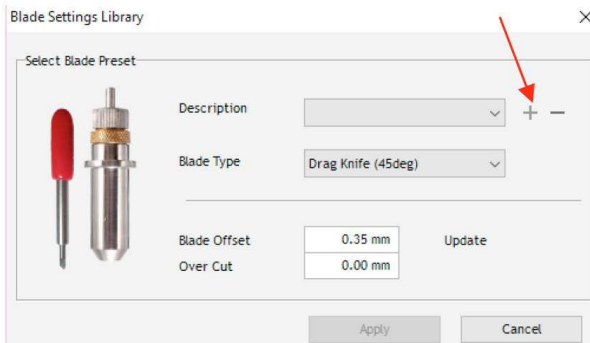 Blade Settings Library
Select Blade Preset
Description
Blade Type Drag Knife (45deg)
Blade Offset 0.35 mm Update
Over Cut 0.00 mm
Apply Cancel